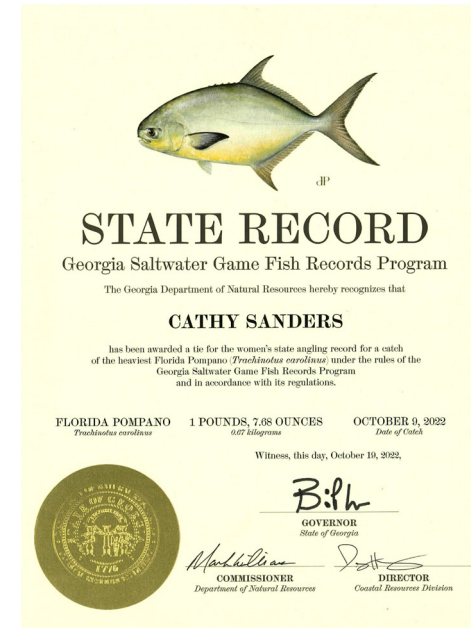 dP
STATE RECORD
Georgia Saltwater Game Fish Records Program
The Georgia Department of Natural Resources hereby recognizes that
CATHY SANDERS
has been awarded a tie for the women's state angling record for a catch
of the heaviest Florida Pompano (Trachinotus carolinus) under the rules of the
Georgia Saltwater Game Fish Records Program
and in accordance with its regulations.
FLORIDA POMPANO 1 POUNDS, 7.68 OUNCES OCTOBER 9, 2022
Trachinotus carolinus 0.67 kilograms Date of Catch
Witness, this day, October 19, 2022,
GOVERNOR
State of Georgia
COMMISSIONER DIRECTOR
Department of Natural Resources Coastal Resources Division
1776